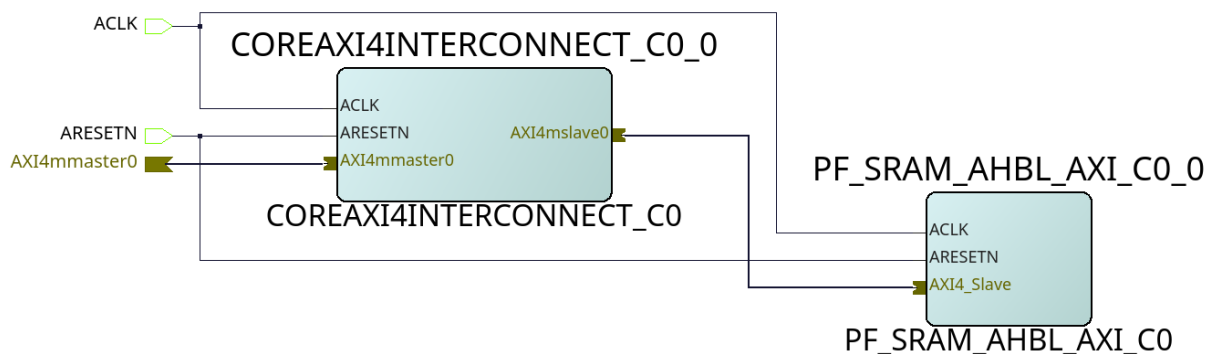 ACLK
COREAXI4INTERCONNECT_C0_0
ACLK
ARESETN
ARESETN
AXI4mslave0
AXI4mmaster0
AXI4mmaster0
COREAXI4INTERCONNECT_C0
PF_SRAM_AHBL_AXI_C0_0
ACLK
ARESETN
AXI4_Slave
PF_SRAM_AHBL_AXI_C0